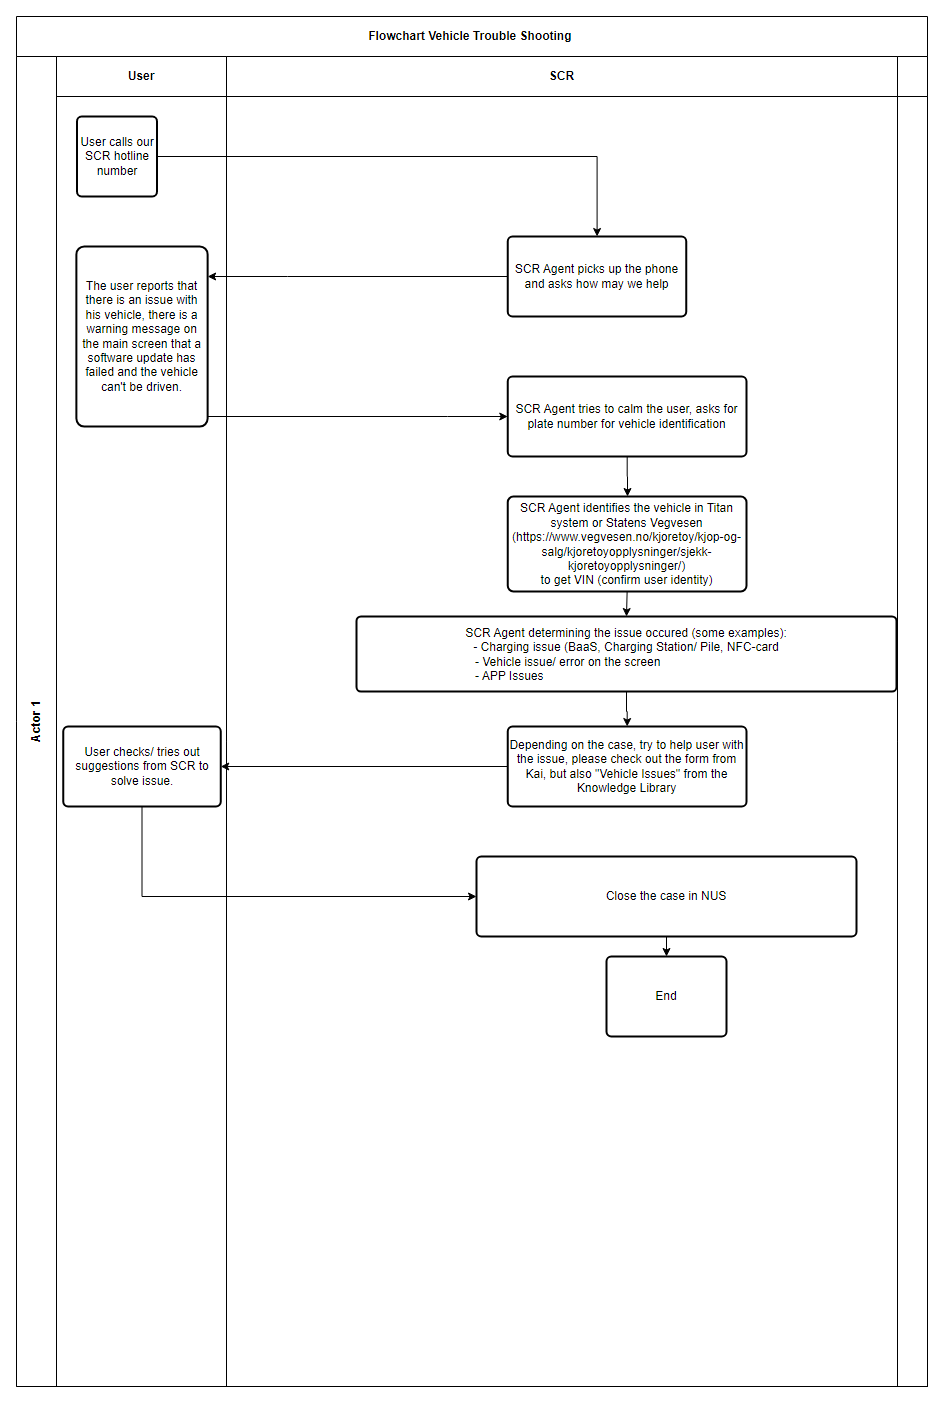 Flowchart Vehicle Trouble Shooting
User
SCR
User calls our
SCR hotline
number
SCR Agent picks up the phone
and asks how may we help
The user reports that
there is an issue with
his vehicle, there is a
warning message on
the main screen that a
software update has
failed and the vehicle
can't be driven.
SCR Agent tries to calm the user, asks for
plate number for vehicle identification
SCR Agent identifies the vehicle in Titan
system or Statens Vegvesen
(https://www.vegvesen.no/kjoretoy/kjop-og-
salg/kjoretoyopplysninger/sjekk-
kjoretoyopplysninger/)
to get VIN (confirm user identity)
SCR Agent determining the issue occured (some examples):
- Charging issue (BaaS, Charging Station/ Pile, NFC-card
- Vehicle issue/ error on the screen
- APP Issues
Actor 1
Depending on the case, try to help user with
the issue, please check out the form from
Kai, but also "Vehicle Issues" from the
Knowledge Library
User checks/ tries out
suggestions from SCR to
solve issue.
Close the case in NUS
End